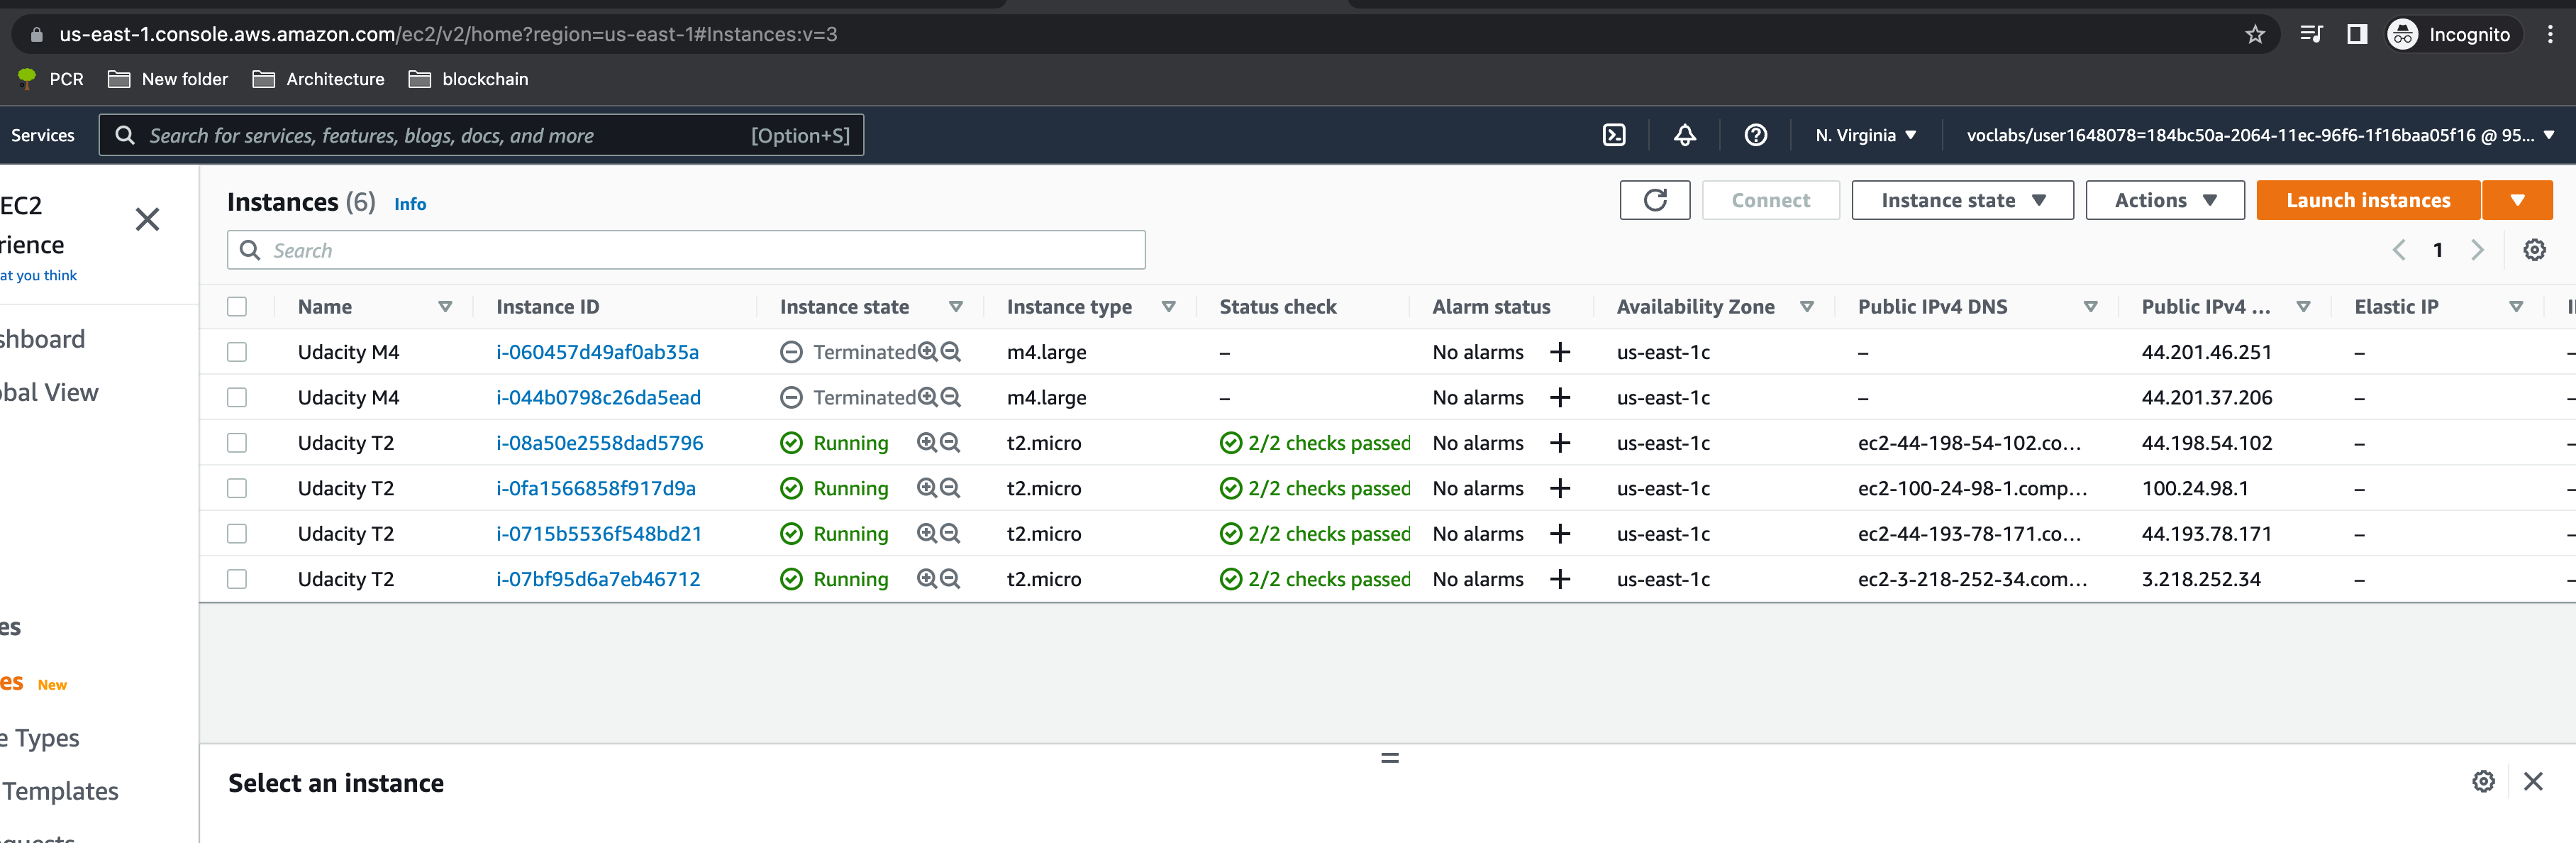 us-east-1.console.aws.amazon.com/ec2/v2/home?region=us-east-1#Instances:v=3
Incognito
PCR New folder Architecture blockchain
Services Search for services, features, blogs, docs, and more [Option+S] N. Virginia voclabs/user1648078=184bc50a-2064-11ec-96f6-1f16baa05f16 @ 95...
EC2
rience
at you think
shboard
obal View
es
es New
e Types
Templates
quests
Instances (6) Info Connect Instance state Actions Launch instances
Search 1
Name Instance ID Instance state Instance type Status check Alarm status Availability Zone Public IPv4 DNS Public IPv4 ... Elastic IP
Udacity M4 i-060457d49af0ab35a Terminated m4.large – No alarms + us-east-1c – 44.201.46.251 –
Udacity M4 i-044b0798c26da5ead Terminated m4.large – No alarms + us-east-1c – 44.201.37.206 –
Udacity T2 i-08a50e2558dad5796 Running t2.micro 2/2 checks passed No alarms + us-east-1c ec2-44-198-54-102.co... 44.198.54.102 –
Udacity T2 i-0fa1566858f917d9a Running t2.micro 2/2 checks passed No alarms + us-east-1c ec2-100-24-98-1.comp... 100.24.98.1 –
Udacity T2 i-0715b5536f548bd21 Running t2.micro 2/2 checks passed No alarms + us-east-1c ec2-44-193-78-171.co... 44.193.78.171 –
Udacity T2 i-07bf95d6a7eb46712 Running t2.micro 2/2 checks passed No alarms + us-east-1c ec2-3-218-252-34.com... 3.218.252.34 –
Select an instance